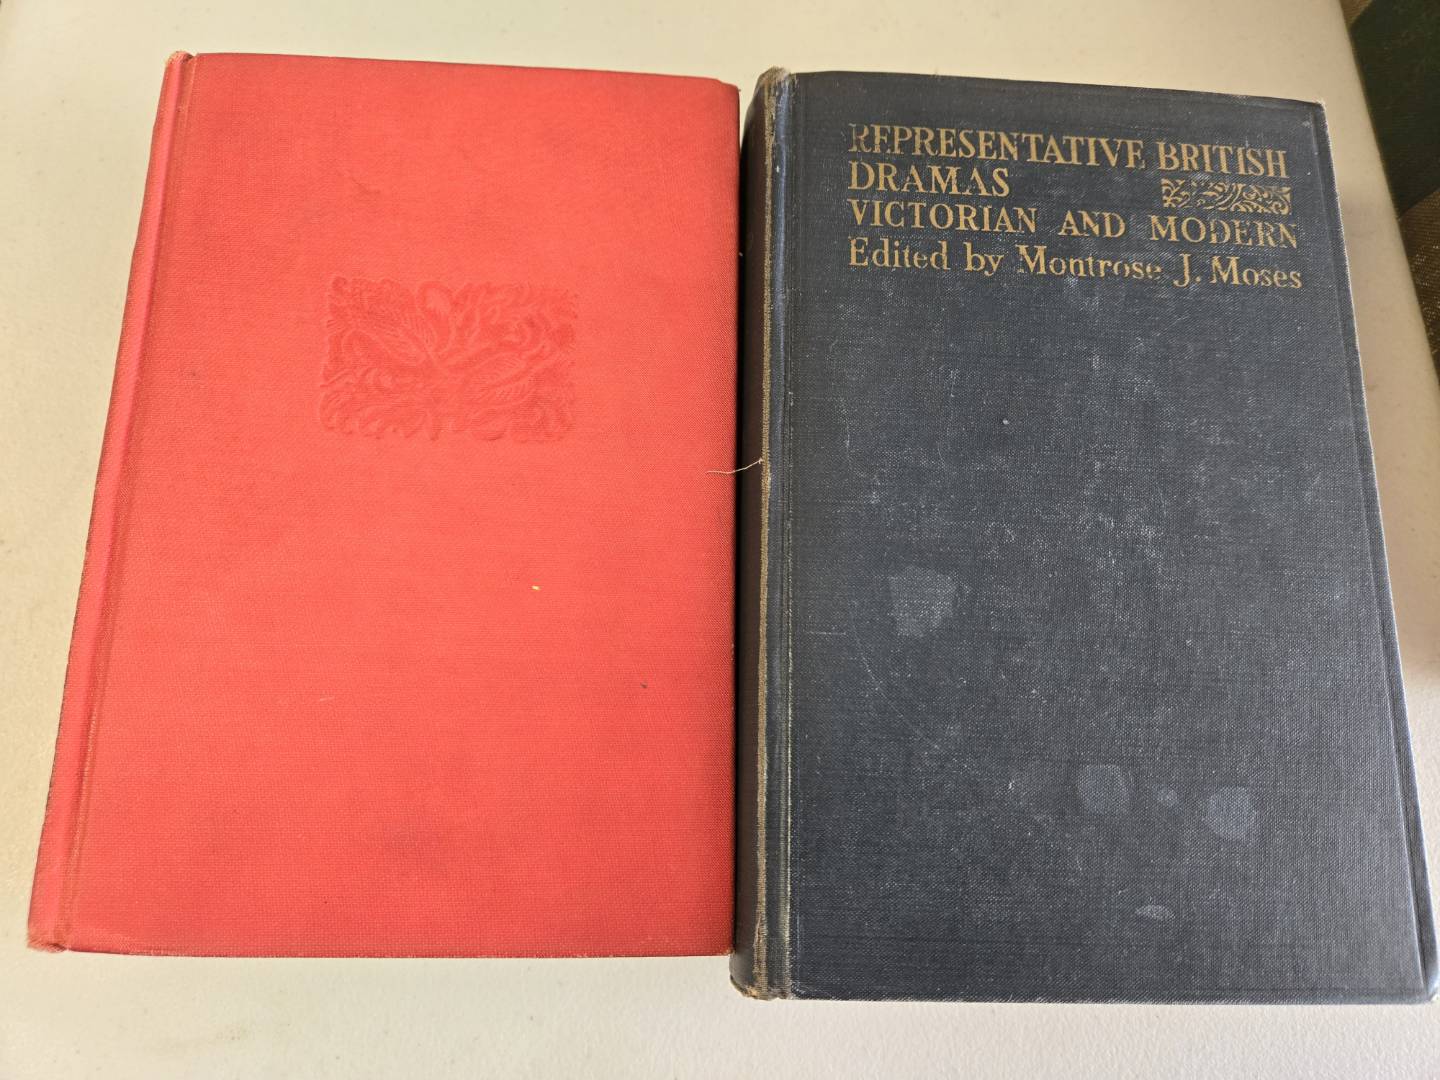 REPRESENTATIVE BRITISH
DRAMAS
VICTORIAN AND MODERN
Edited by Montrose J. Moses